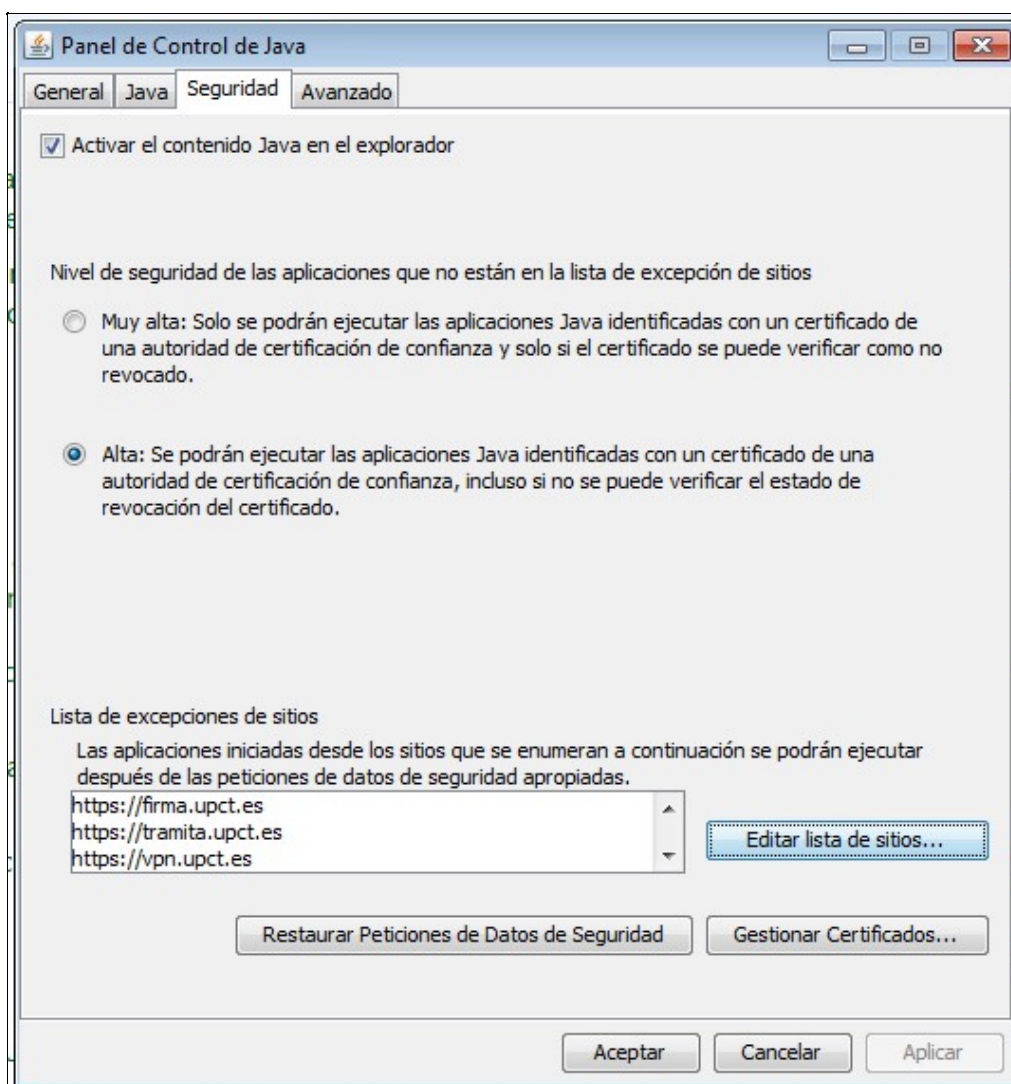 Panel de Control de Java
General Java Seguridad Avanzado
Activar el contenido Java en el explorador
Nivel de seguridad de las aplicaciones que no están en la lista de excepción de sitios
Muy alta: Solo se podrán ejecutar las aplicaciones Java identificadas con un certificado de
una autoridad de certificación de confianza y solo si el certificado se puede verificar como no
revocado.
Alta: Se podrán ejecutar las aplicaciones Java identificadas con un certificado de una
autoridad de certificación de confianza, incluso si no se puede verificar el estado de
revocación del certificado.
Lista de excepciones de sitios
Las aplicaciones iniciadas desde los sitios que se enumeran a continuación se podrán ejecutar
después de las peticiones de datos de seguridad apropiadas.
https://firma.upct.es
https://tramita.upct.es
https://vpn.upct.es
Editar lista de sitios...
Restaurar Peticiones de Datos de Seguridad
Gestionar Certificados...
Aceptar
Cancelar
Aplicar